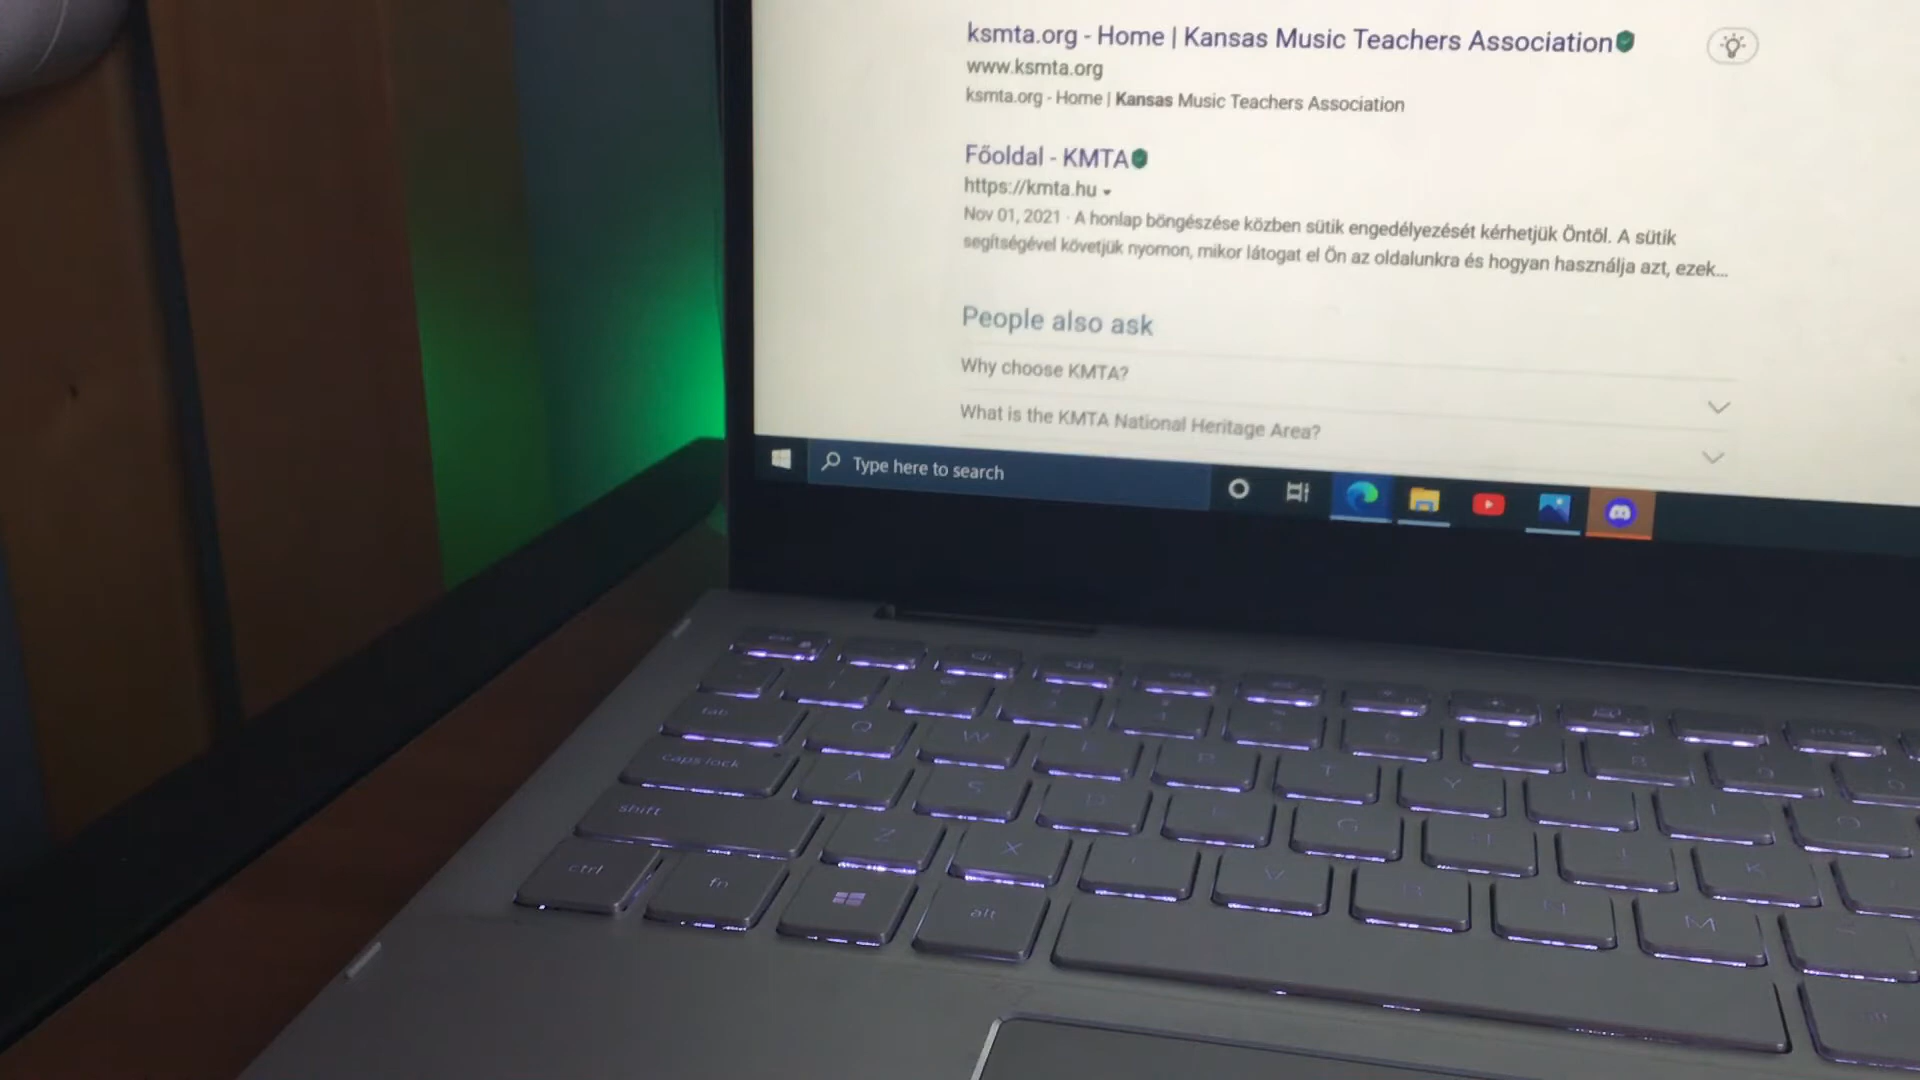 ksmta.org - Home | Kansas Music Teachers Association
www.ksmta.org
ksmta.org - Home | Kansas Music Teachers Association
Főoldal - KMTA
https://kmta.hu
Nov 01, 2021 · A honlap böngészése közben sütik engedélyezését kérhetjük Öntől. A sütik
segítségével követjük nyomon, mikor látogat el Ön az oldalunkra és hogyan használja azt, ezek...
People also ask
Why choose KMTA?
What is the KMTA National Heritage Area?
Type here to search
tab Q W R T Y
caps lock A S D G K
shift Z X V M
ctrl fn alt